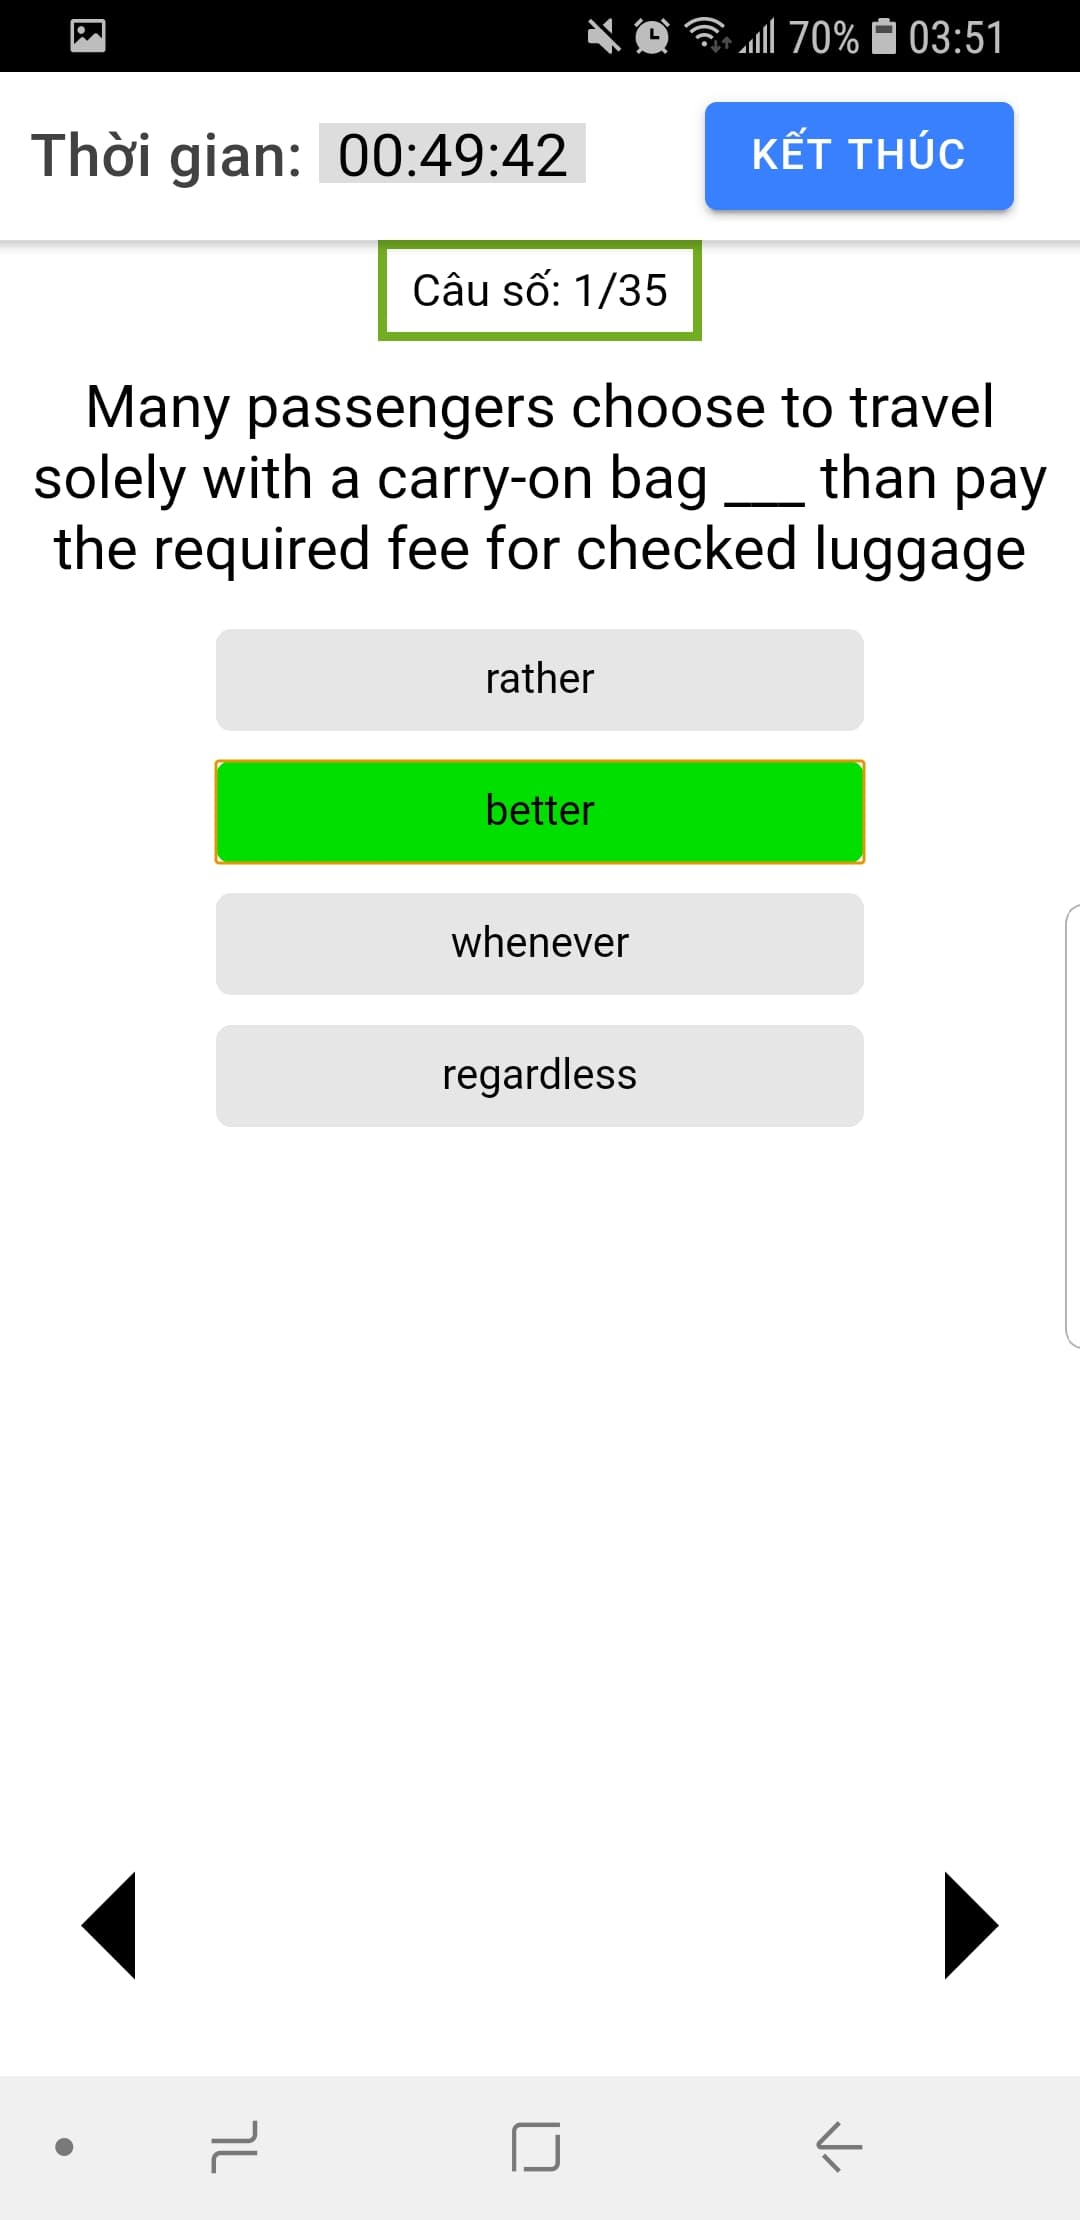 70% 03:51
Thời gian: 00:49:42 KẾT THÚC
Câu số: 1/35
Many passengers choose to travel
solely with a carry-on bag ___ than pay
the required fee for checked luggage
rather
better
whenever
regardless